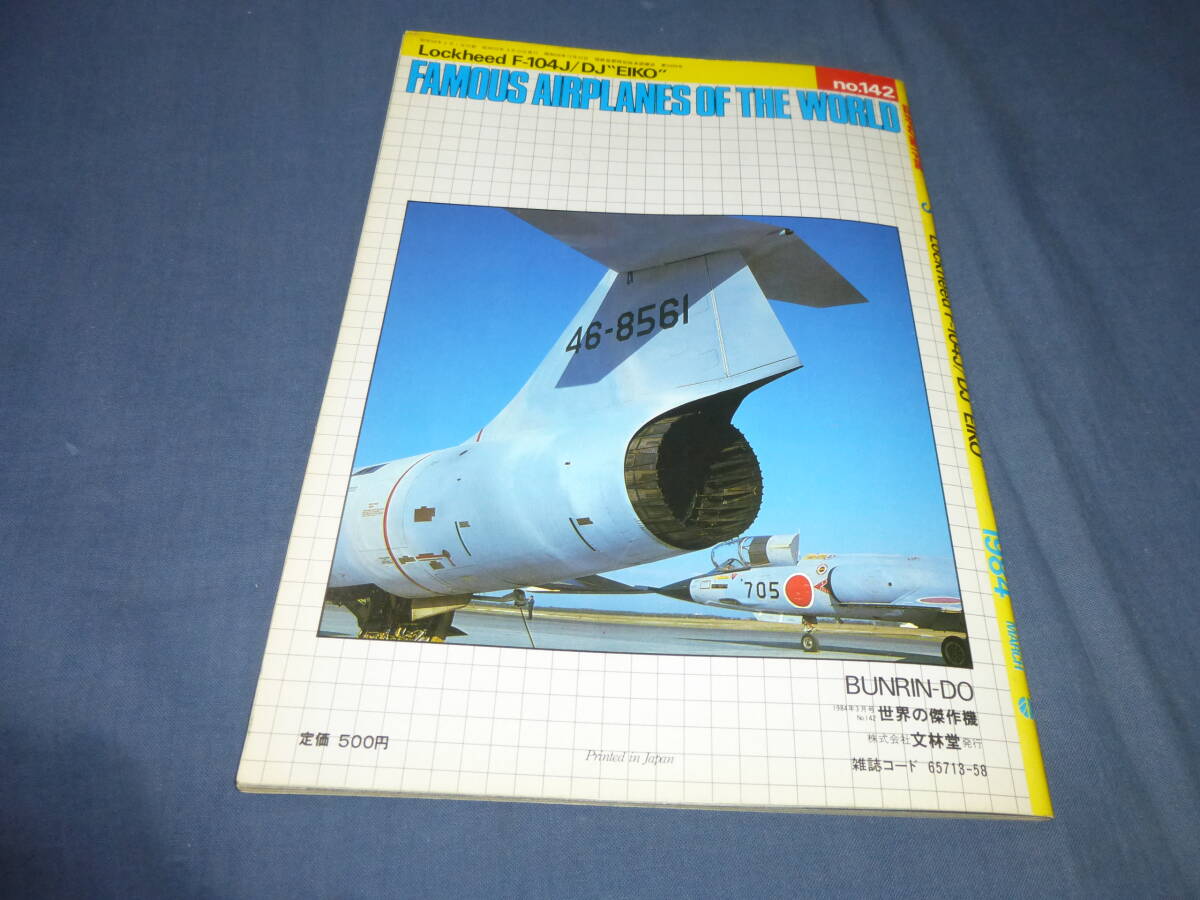 Lockheed F-104J/DJ "EIKO"
no.142
FAMOUS AIRPLANES OF THE WORLD
46-8561
705
Lockheed F-104J/DJ "EIKO"
1984
MARCH
BUNRIN-DO
1984年3月号
No.142
世界の傑作機
株式会社 文林堂 発行
雑誌コード 65713-58
定価 500円
Printed in Japan